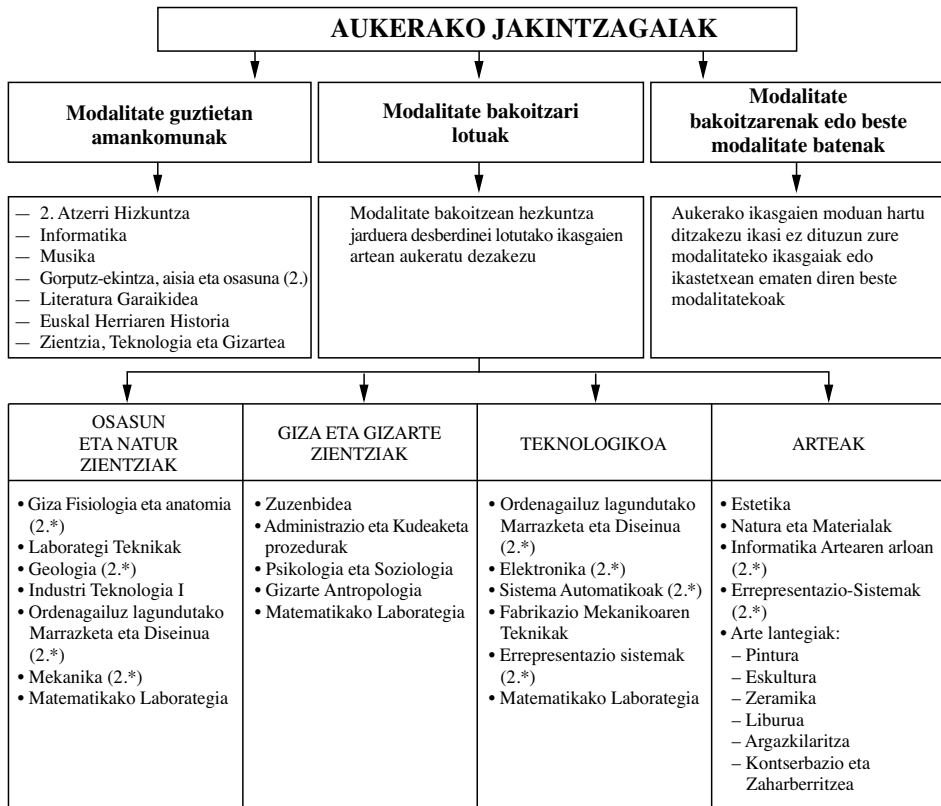 AUKERAKO JAKINTZAGAIAK
Modalitate guztietan
amankomunak
Modalitate bakoitzari
lotuak
Modalitate
bakoitzarenak edo beste
modalitate batenak
— 2. Atzerri Hizkuntza
— Informatika
— Musika
— Gorputz-ekintza, aisia eta osasuna (2.)
— Literatura Garaikidea
— Euskal Herriaren Historia
— Zientzia, Teknologia eta Gizartea
Modalitate bakoitzean hezkuntza
jarduera desberdinei lotutako ikasgaien
artean aukeratu dezakezu
Aukerako ikasgaien moduan hartu
ditzakezu ikasi ez dituzun zure
modalitateko ikasgaiak edo
ikastetxean ematen diren beste
modalitatekoak
OSASUN
ETA NATUR
ZIENTZIAK
• Giza Fisiologia eta anatomia
(2.*)
• Laborategi Teknikak
• Geologia (2.*)
• Industri Teknologia I
• Ordenagailuz lagundutako
Marrazketa eta Diseinua
(2.*)
• Mekanika (2.*)
• Matematikako Laborategia
GIZA ETA GIZARTE
ZIENTZIAK
• Zuzenbidea
• Administrazio eta Kudeaketa
prozedurak
• Psikologia eta Soziologia
• Gizarte Antropologia
• Matematikako Laborategia
TEKNOLOGIKOA
• Ordenagailuz lagundutako
Marrazketa eta Diseinua
(2.*)
• Elektronika (2.*)
• Sistema Automatikoak (2.*)
• Fabrikazio Mekanikoaren
Teknikak
• Errepresentazio sistemak
(2.*)
• Matematikako Laborategia
ARTEAK
• Estetika
• Natura eta Materialak
• Informatika Artearen arloan
(2.*)
• Errepresentazio-Sistemak
(2.*)
• Arte lantegiak:
– Pintura
– Eskultura
– Zeramika
– Liburua
– Argazkilaritza
– Kontserbazio eta
Zaharberritzea